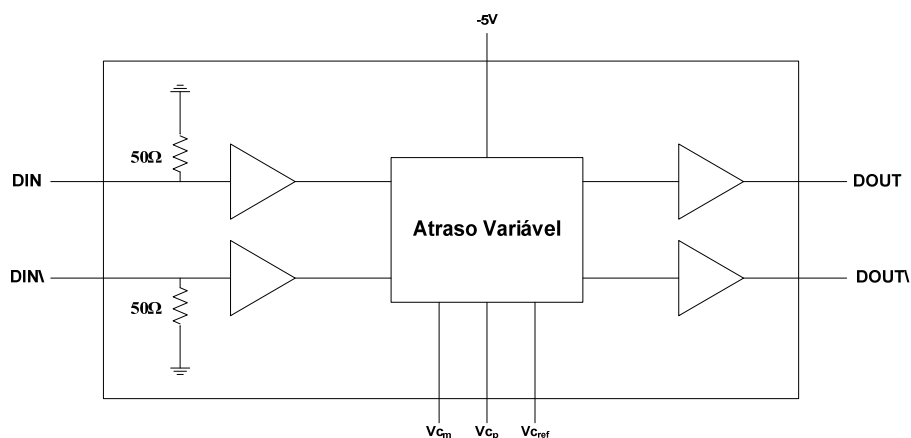 -5V
50Ω
DIN
DOUT
Atraso Variável
DIN\
DOUT\
50Ω
Vcm
Vcp
Vcref